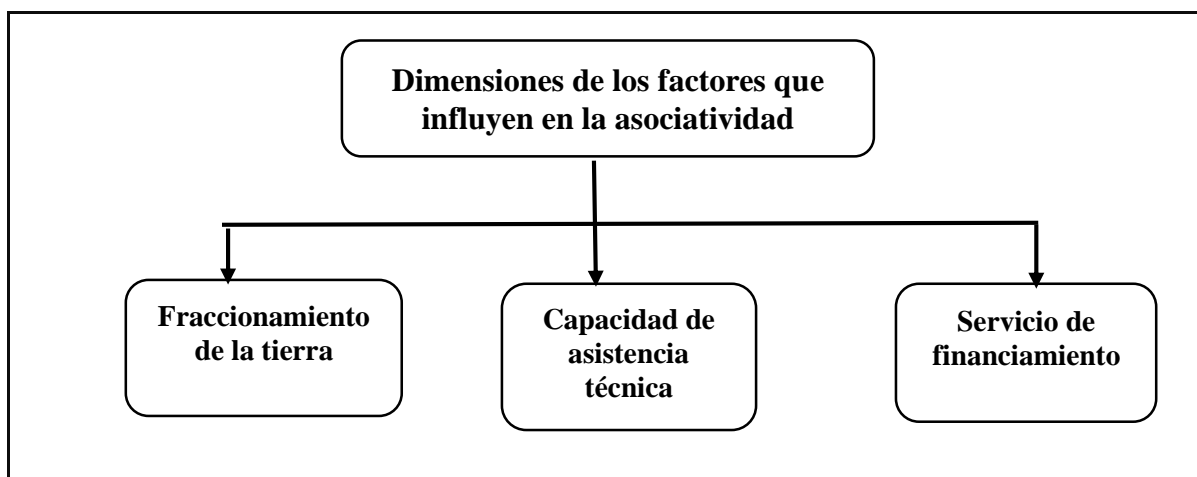 Dimensiones de los factores que
influyen en la asociatividad
Fraccionamiento
de la tierra
Capacidad de
asistencia
técnica
Servicio de
financiamiento